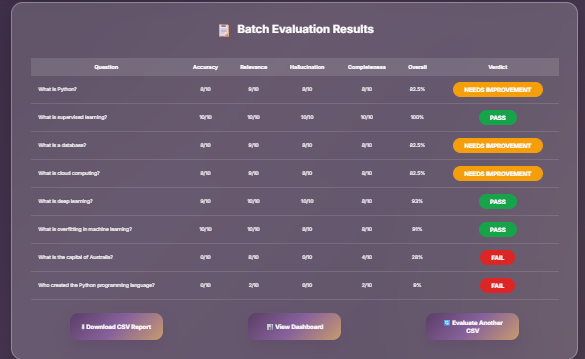 Batch Evaluation Results
Question Accuracy Relevance Hallucination Completeness Overall Verdict
What is Python? 8/10 9/10 8/10 8/10 82.5% NEEDS IMPROVEMENT
What is supervised learning? 10/10 10/10 10/10 10/10 100% PASS
What is a database? 8/10 9/10 8/10 8/10 82.5% NEEDS IMPROVEMENT
What is cloud computing? 8/10 9/10 8/10 8/10 82.5% NEEDS IMPROVEMENT
What is deep learning? 9/10 10/10 10/10 8/10 93% PASS
What is overfitting in machine learning? 10/10 10/10 8/10 8/10 91% PASS
What is the capital of Australia? 0/10 8/10 0/10 4/10 28% FAIL
Who created the Python programming language? 0/10 2/10 0/10 2/10 9% FAIL
Download CSV Report
View Dashboard
Evaluate Another
CSV